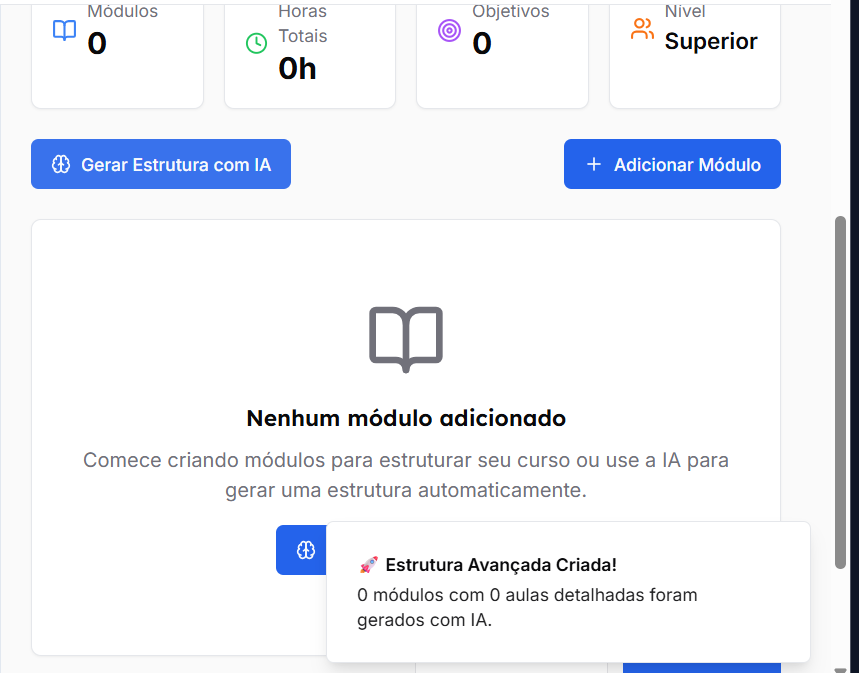 Módulos
0
Horas
Totais
0h
Objetivos
0
Nível
Superior
Gerar Estrutura com IA
Adicionar Módulo
Nenhum módulo adicionado
Comece criando módulos para estruturar seu curso ou use a IA para
gerar uma estrutura automaticamente.
🚀 Estrutura Avançada Criada!
0 módulos com 0 aulas detalhadas foram
gerados com IA.